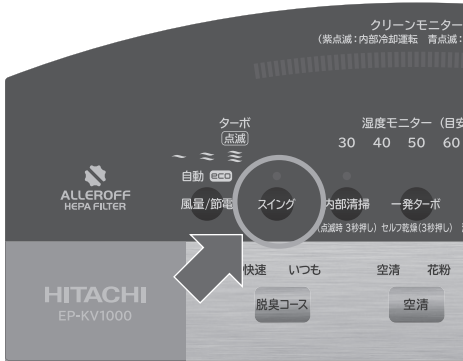 クリーンモニター
(紫点滅:内部冷却運転 青点滅:
ターボ
点滅
湿度モニター (目安
30 40 50 60
自動 eco
ALLEROFF
HEPA FILTER
風量/節電 スイング 内部清掃 一発ターボ
(点滅時 3秒押し) セルフ乾燥(3秒押し)
快速 いつも 空清 花粉
HITACHI
EP-KV1000
脱臭コース 空清